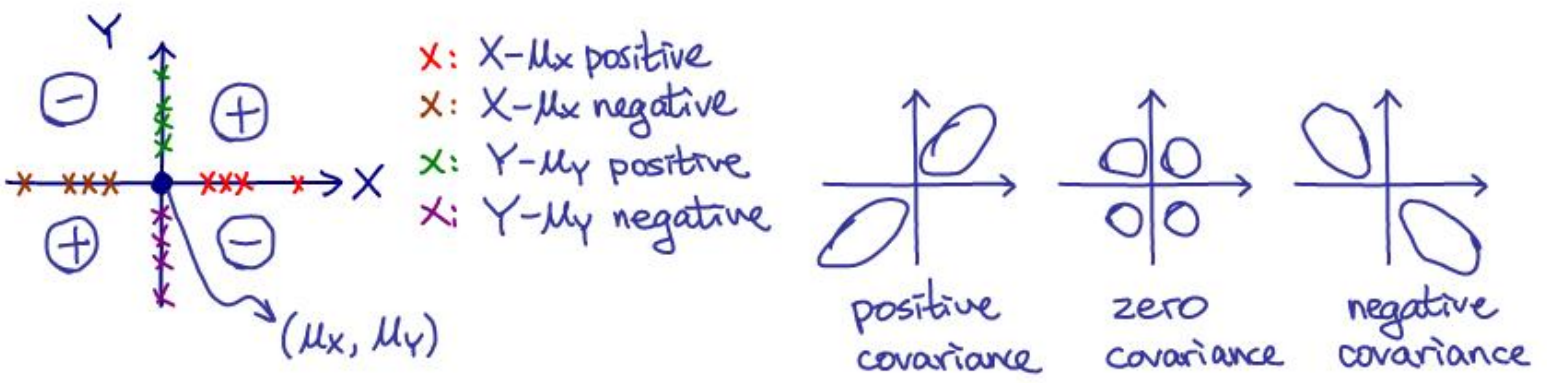 Y
− +
X
+ −
(μx, μY)
X: X-μx positive
X: X-μx negative
X: Y-μY positive
X: Y-μY negative
positive
covariance
zero
covariance
negative
covariance